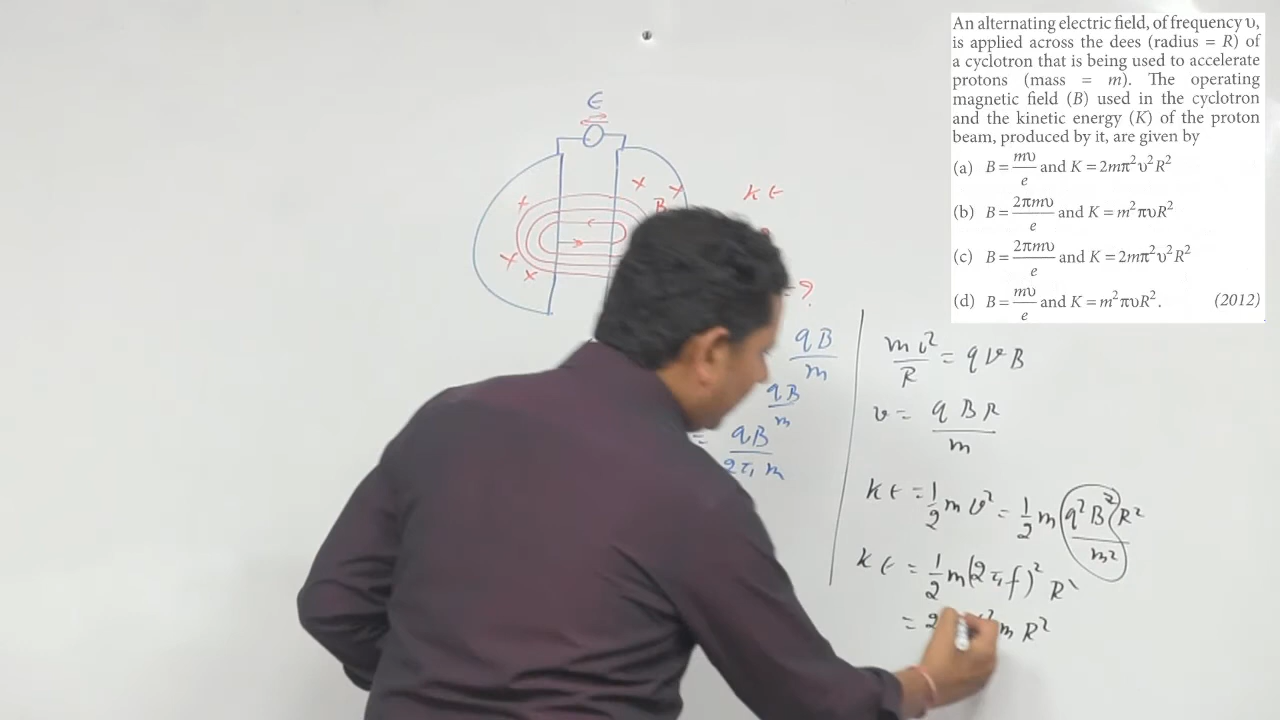 An alternating electric field, of frequency υ,
is applied across the dees (radius = R) of
a cyclotron that is being used to accelerate
protons (mass = m). The operating
magnetic field (B) used in the cyclotron
and the kinetic energy (K) of the proton
beam, produced by it, are given by
(a) B = mυ/e and K = 2mπ²υ²R²
(b) B = 2πmυ/e and K = m²πυR²
(c) B = 2πmυ/e and K = 2mπ²υ²R²
(d) B = mυ/e and K = m²πυR². (2012)
E
B
= ?
qB/m
qB/m
= qB/2πm
mv²/R = qvB
v = qBR/m
KE = 1/2 mv² = 1/2 m q²B²R²/m²
KE = 1/2 m(2πf)² R²
= 2 ² m R²